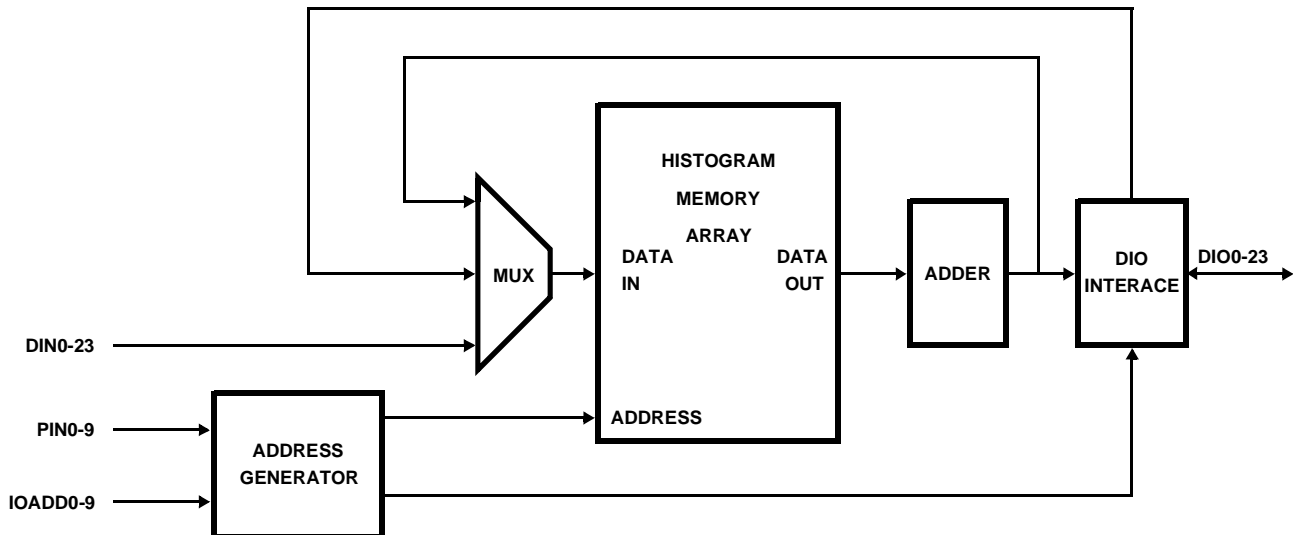 HISTOGRAM
MEMORY
ARRAY
DATA
IN
DATA
OUT
ADDRESS
MUX
ADDER
DIO
INTERACE
DIO0-23
DIN0-23
PIN0-9
IOADD0-9
ADDRESS
GENERATOR